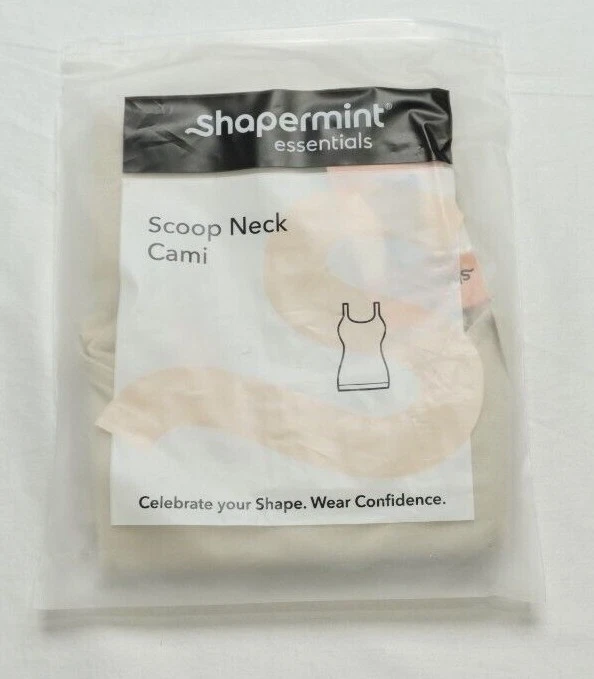 shapermint®
essentials
Scoop Neck
Cami
Celebrate your Shape. Wear Confidence.